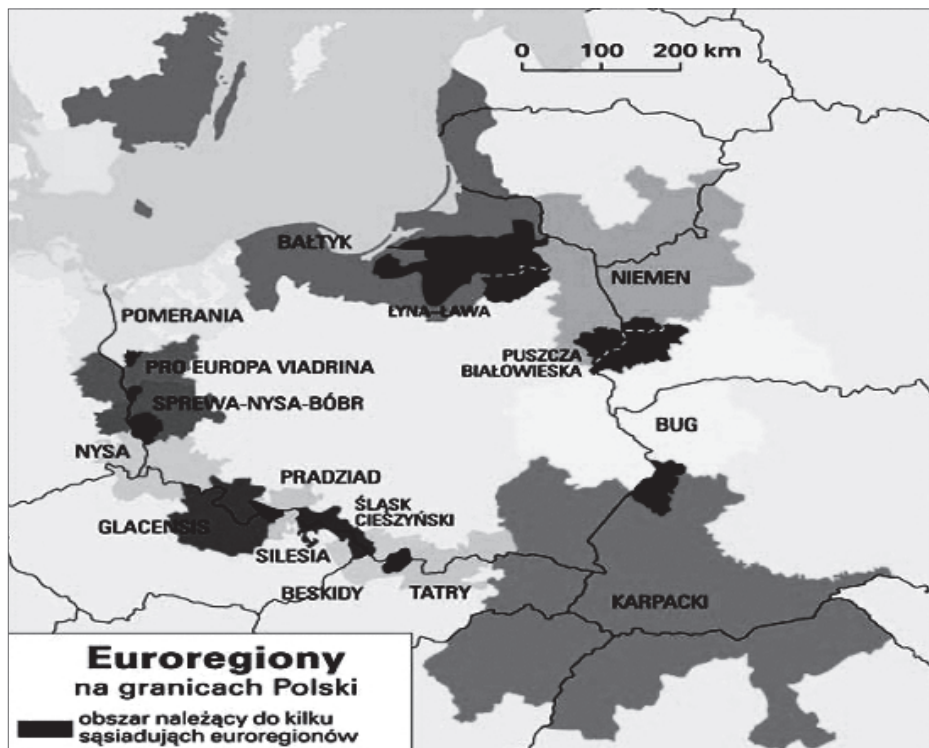 0 100 200 km
BAŁTYK
NIEMEN
ŁYNA-ŁAWA
POMERANIA
PUSZCZA
BIAŁOWIESKA
PRO EUROPA VIADRINA
SPREWA-NYSA-BÓBR
BUG
NYSA
PRADZIAD
ŚLĄSK
CIESZYŃSKI
GLACENSIS
SILESIA
BESKIDY
TATRY
KARPACKI
Euroregiony
na granicach Polski
obszar należący do kilku
sąsiadująch euroregionów